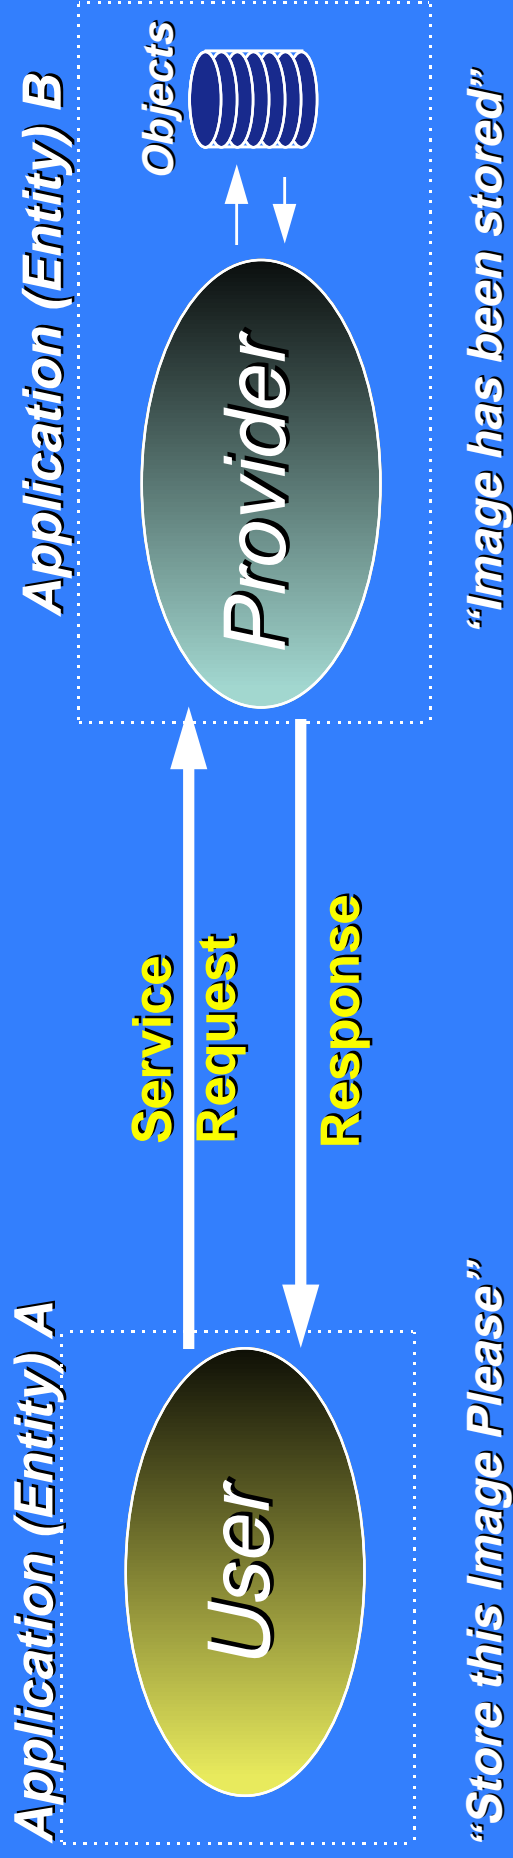 Application (Entity) A
Application (Entity) B
User
Service
Request
Response
Provider
Objects
“Store this Image Please”
“Image has been stored”